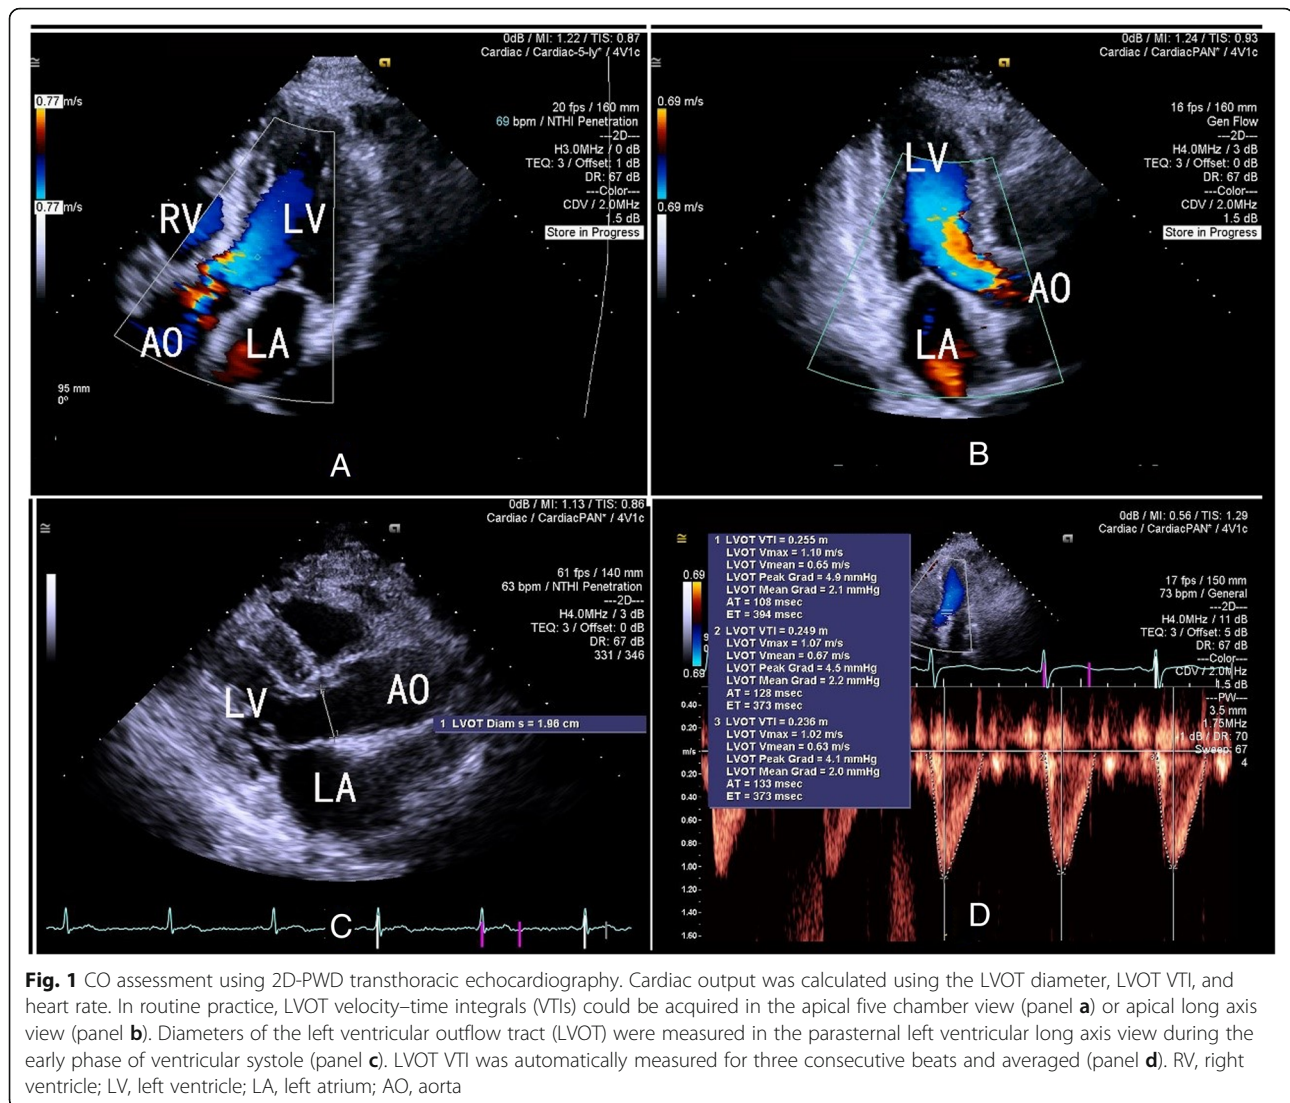 0dB / MI: 1.22 / TIS: 0.87
Cardiac / Cardiac-5-ly* / 4V1c
0.77 m/s
20 fps / 160 mm
69 bpm / NTHI Penetration
---2D---
H3.0MHz / 0 dB
TEQ: 3 / Offset: 1 dB
DR: 67 dB
---Color---
CDV / 2.0MHz
1.5 dB
Store in Progress
0.77 m/s
RV
LV
AO
LA
95 mm
0°
A
0dB / MI: 1.24 / TIS: 0.93
Cardiac / CardiacPAN* / 4V1c
0.69 m/s
16 fps / 160 mm
Gen Flow
---2D---
H4.0MHz / 3 dB
TEQ: 3 / Offset: 0 dB
DR: 67 dB
---Color---
CDV / 2.0MHz
1.5 dB
Store in Progress
0.69 m/s
LV
AO
LA
B
0dB / MI: 1.13 / TIS: 0.86
Cardiac / CardiacPAN* / 4V1c
61 fps / 140 mm
63 bpm / NTHI Penetration
---2D---
H4.0MHz / 3 dB
TEQ: 3 / Offset: 0 dB
DR: 67 dB
331 / 346
LV
AO
1 LVOT Diam s = 1.96 cm
LA
C
0dB / MI: 0.56 / TIS: 1.29
Cardiac / CardiacPAN* / 4V1c
1 LVOT VTI = 0.255 m
LVOT Vmax = 1.10 m/s
LVOT Vmean = 0.65 m/s
LVOT Peak Grad = 4.9 mmHg
LVOT Mean Grad = 2.1 mmHg
AT = 108 msec
ET = 394 msec
2 LVOT VTI = 0.249 m
LVOT Vmax = 1.07 m/s
LVOT Vmean = 0.67 m/s
LVOT Peak Grad = 4.5 mmHg
LVOT Mean Grad = 2.2 mmHg
AT = 128 msec
ET = 373 msec
3 LVOT VTI = 0.236 m
LVOT Vmax = 1.02 m/s
LVOT Vmean = 0.63 m/s
LVOT Peak Grad = 4.1 mmHg
LVOT Mean Grad = 2.0 mmHg
AT = 133 msec
ET = 373 msec
0.69
0.69
17 fps / 150 mm
73 bpm / General
---2D---
H4.0MHz / 11 dB
TEQ: 3 / Offset: 5 dB
DR: 67 dB
---Color---
CDV / 2.0MHz
1.5 dB
---PW---
3.5 mm
1.75MHz
-1 dB / DR: 70
Sweep: 67
4
0.40
0.20
m/s
0.20
0.40
0.60
0.80
1.00
1.20
1.40
1.60
D
Fig. 1 CO assessment using 2D-PWD transthoracic echocardiography. Cardiac output was calculated using the LVOT diameter, LVOT VTI, and
heart rate. In routine practice, LVOT velocity–time integrals (VTIs) could be acquired in the apical five chamber view (panel a) or apical long axis
view (panel b). Diameters of the left ventricular outflow tract (LVOT) were measured in the parasternal left ventricular long axis view during the
early phase of ventricular systole (panel c). LVOT VTI was automatically measured for three consecutive beats and averaged (panel d). RV, right
ventricle; LV, left ventricle; LA, left atrium; AO, aorta